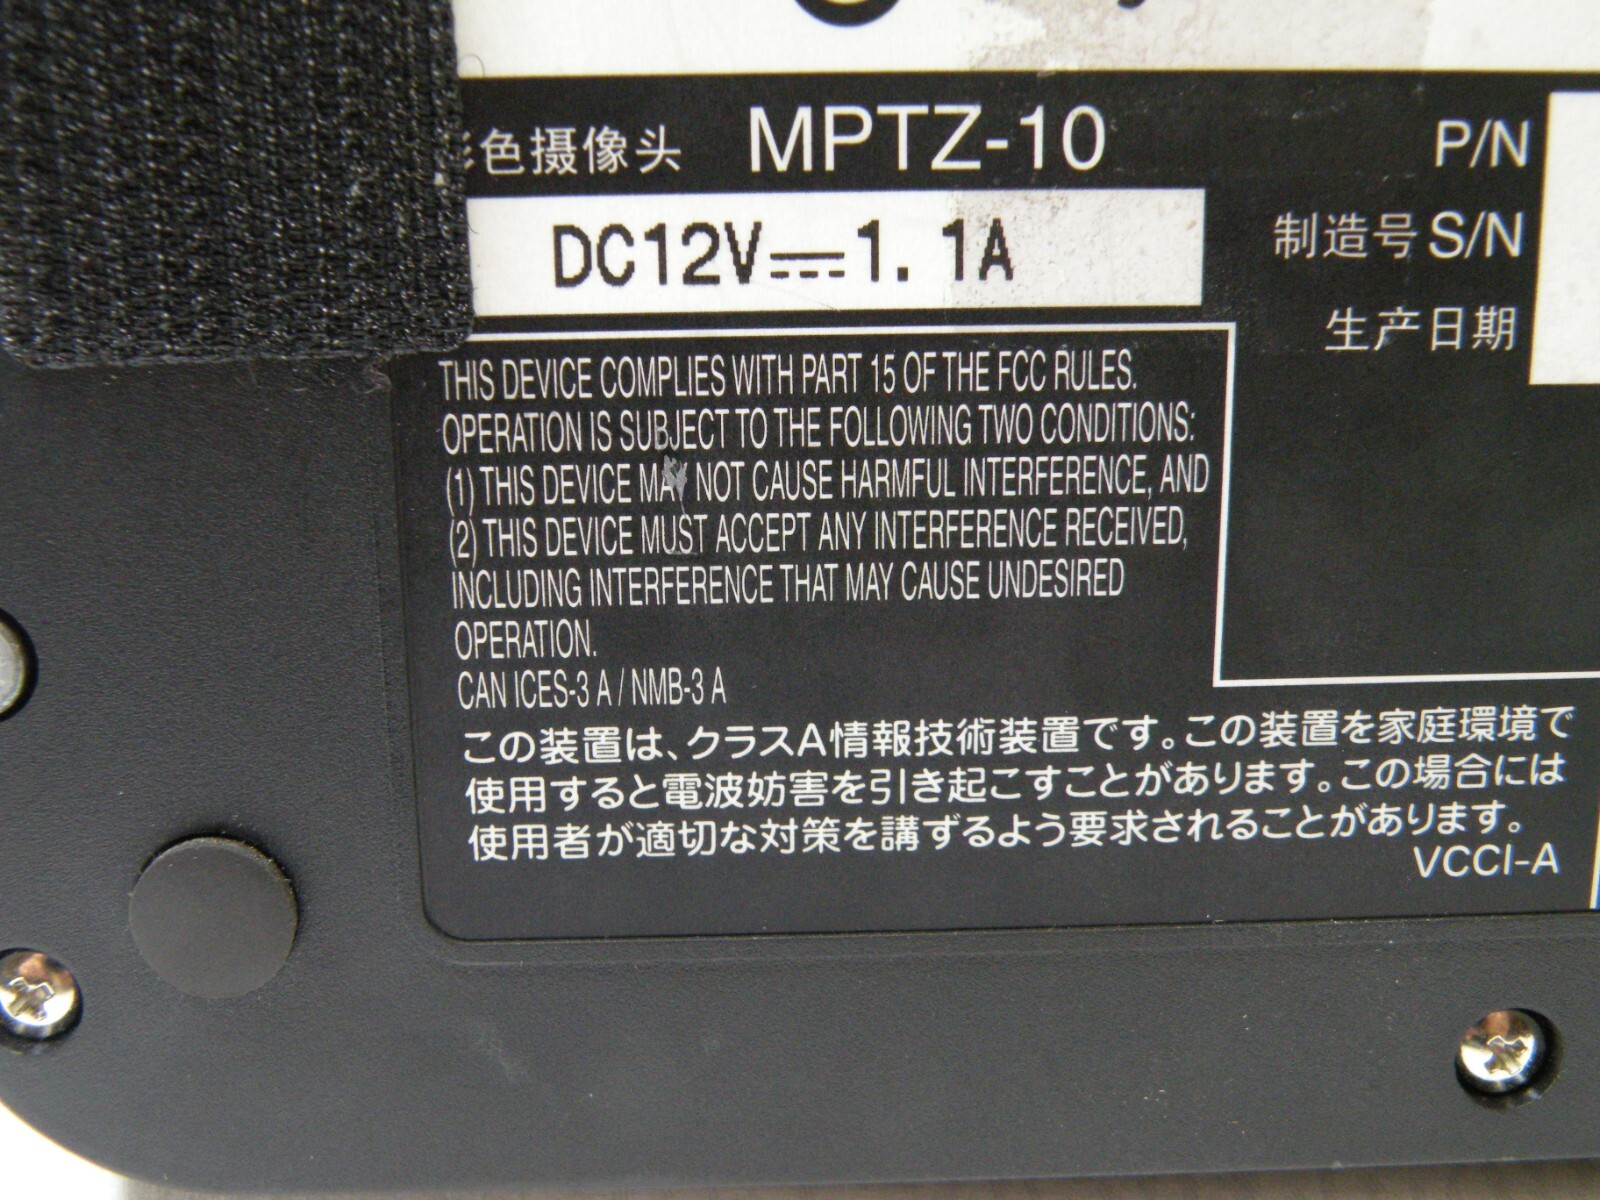 色摄像头 MPTZ-10 P/N
DC12V⎓1.1A
制造号 S/N
生产日期
THIS DEVICE COMPLIES WITH PART 15 OF THE FCC RULES.
OPERATION IS SUBJECT TO THE FOLLOWING TWO CONDITIONS:
(1) THIS DEVICE MAY NOT CAUSE HARMFUL INTERFERENCE, AND
(2) THIS DEVICE MUST ACCEPT ANY INTERFERENCE RECEIVED,
INCLUDING INTERFERENCE THAT MAY CAUSE UNDESIRED
OPERATION.
CAN ICES-3 A / NMB-3 A
この装置は、クラスA情報技術装置です。この装置を家庭環境で
使用すると電波妨害を引き起こすことがあります。この場合には
使用者が適切な対策を講ずるよう要求されることがあります。
VCCI-A